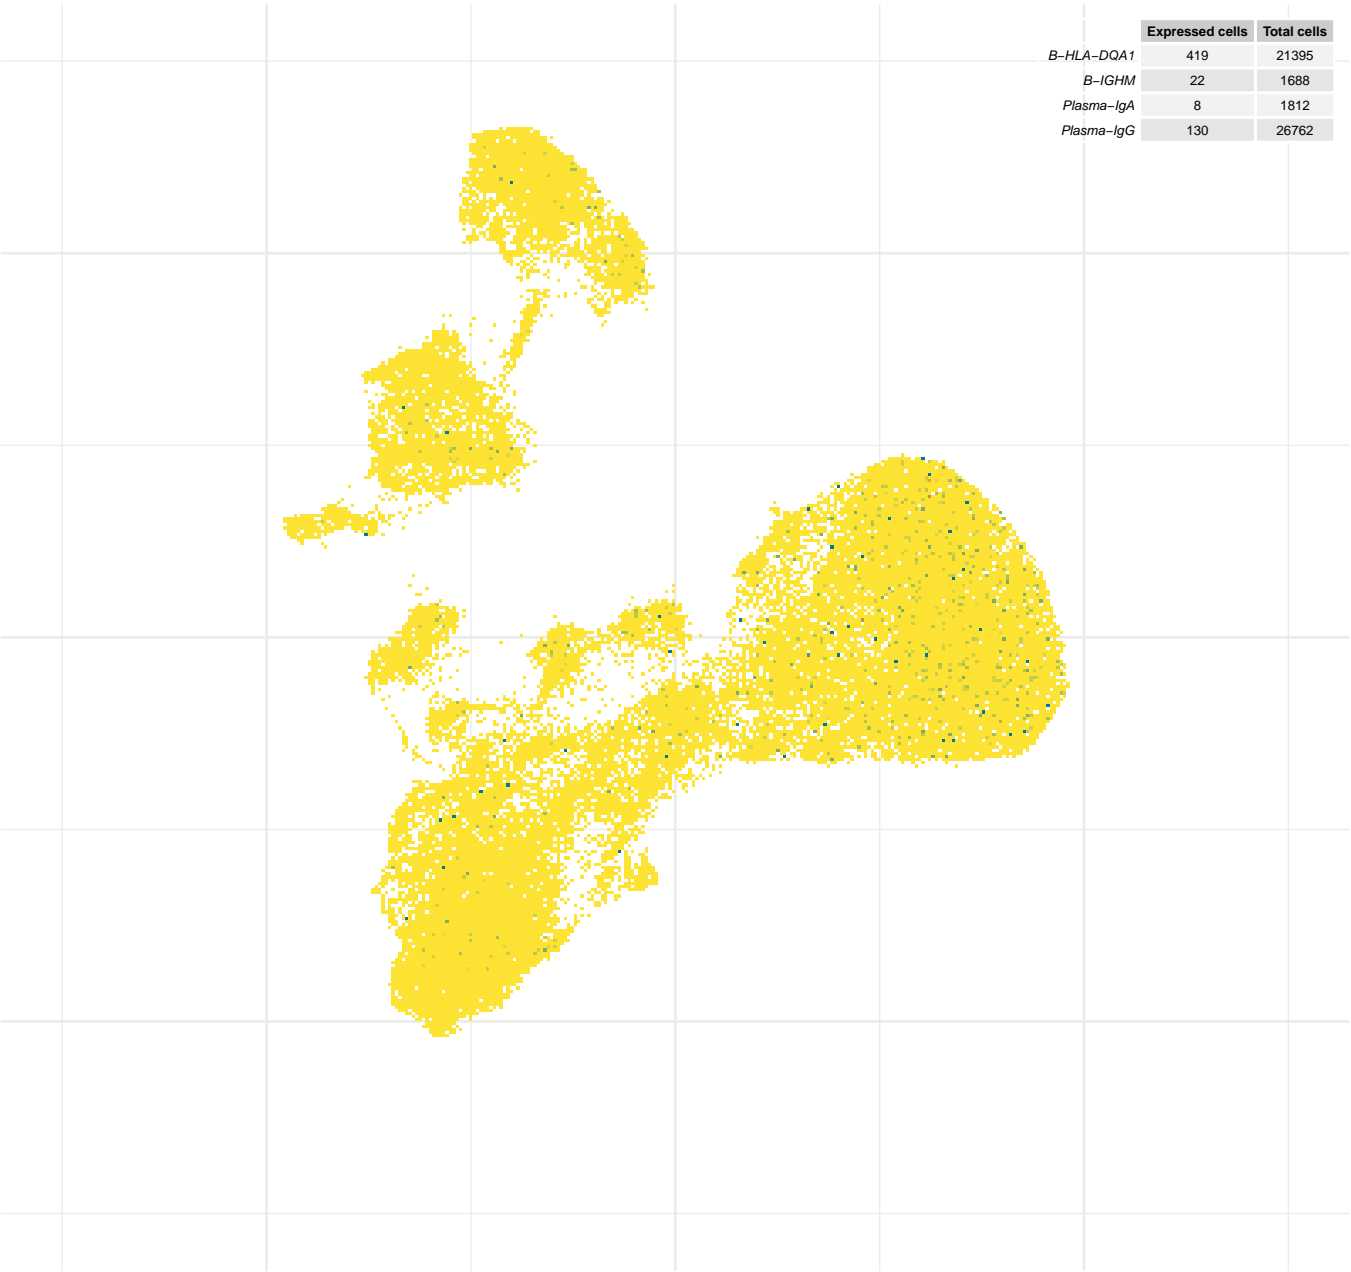 Expressed cells Total cells
B−HLA−DQA1 419 21395
B−IGHM 22 1688
Plasma−IgA 8 1812
Plasma−IgG 130 26762